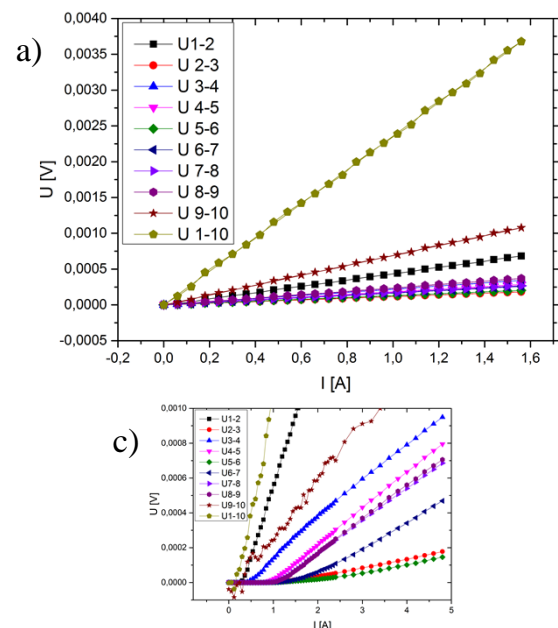 a)
0,0040
0,0035
0,0030
0,0025
0,0020
0,0015
0,0010
0,0005
0,0000
-0,0005
U [V]
U1-2
U 2-3
U 3-4
U 4-5
U 5-6
U 6-7
U 7-8
U 8-9
U 9-10
U 1-10
-0,2 0,0 0,2 0,4 0,6 0,8 1,0 1,2 1,4 1,6
I [A]
c)
0,0010
0,0008
0,0006
0,0004
0,0002
0,0000
U [V]
U1-2
U2-3
U3-4
U4-5
U5-6
U6-7
U7-8
U8-9
U9-10
U1-10
-1 0 1 2 3 4 5
I [A]